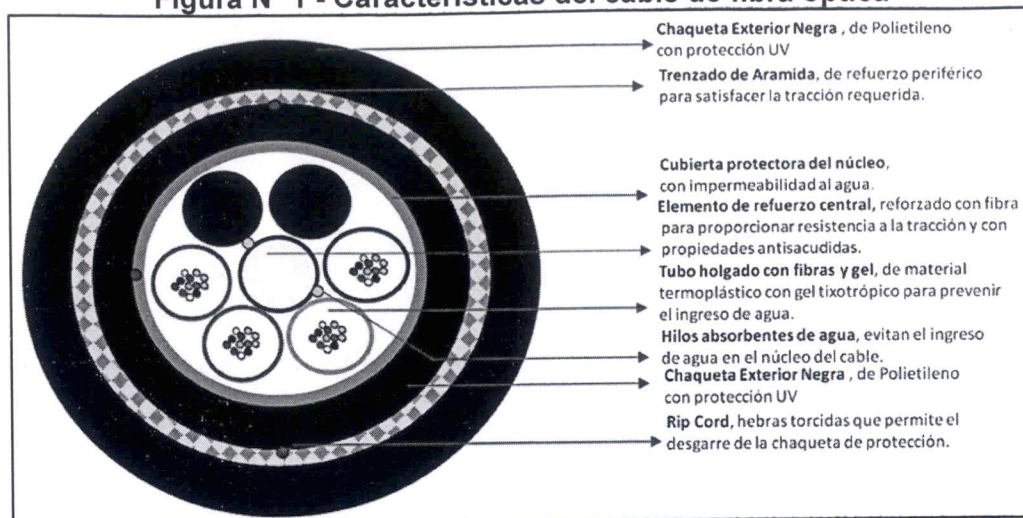 Figura N° 1 - Características del cable de fibra óptica
Chaqueta Exterior Negra , de Polietileno
con protección UV
Trenzado de Aramida, de refuerzo periférico
para satisfacer la tracción requerida.
Cubierta protectora del núcleo,
con impermeabilidad al agua.
Elemento de refuerzo central, reforzado con fibra
para proporcionar resistencia a la tracción y con
propiedades antisacudidas.
Tubo holgado con fibras y gel, de material
termoplástico con gel tixotrópico para prevenir
el ingreso de agua.
Hilos absorbentes de agua, evitan el ingreso
de agua en el núcleo del cable.
Chaqueta Exterior Negra , de Polietileno
con protección UV
Rip Cord, hebras torcidas que permite el
desgarre de la chaqueta de protección.